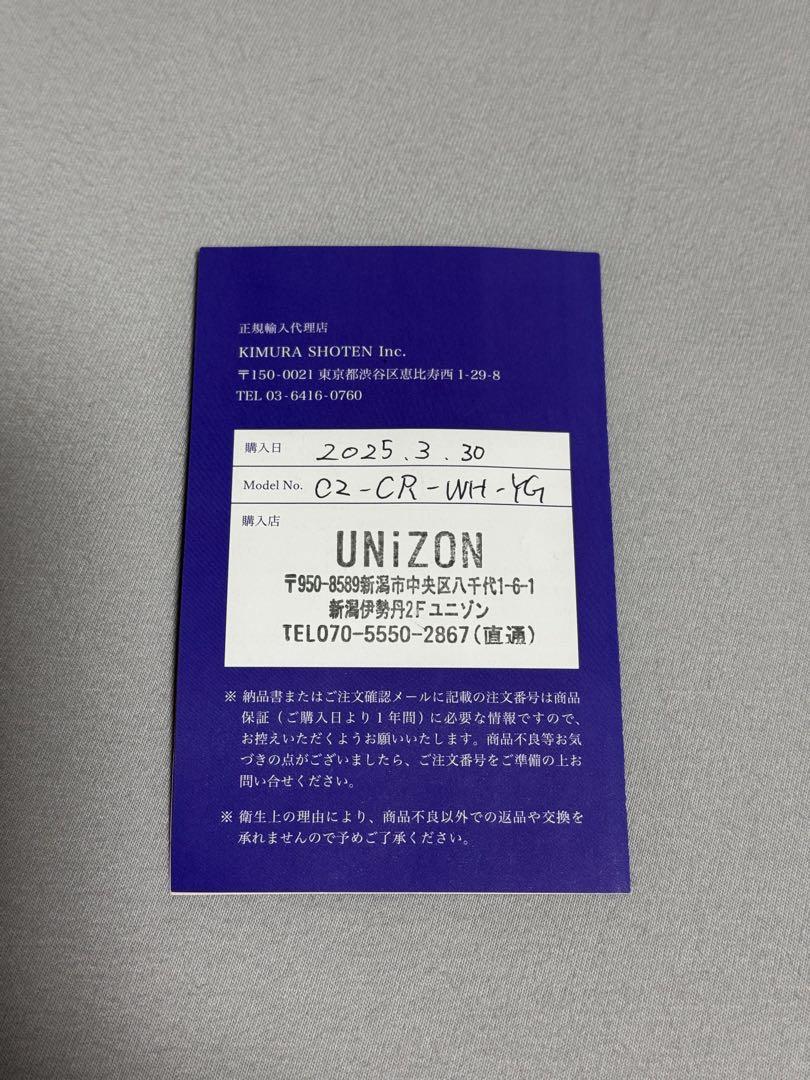 正規輸入代理店
KIMURA SHOTEN Inc.
〒150-0021 東京都渋谷区恵比寿西 1-29-8
TEL 03-6416-0760
購入日 2025.3.30
Model No. C2-CR-WH-YG
購入店
UNiZON
〒950-8589新潟市中央区八千代1-6-1
新潟伊勢丹2Fユニゾン
TEL070-5550-2867(直通)
※ 納品書またはご注文確認メールに記載の注文番号は商品
保証（ご購入日より1年間）に必要な情報ですので、
お控えいただくようお願いいたします。商品不良等お気
づきの点がございましたら、ご注文番号をご準備の上お
問い合せください。
※ 衛生上の理由により、商品不良以外での返品や交換を
承れませんので予めご了承ください。